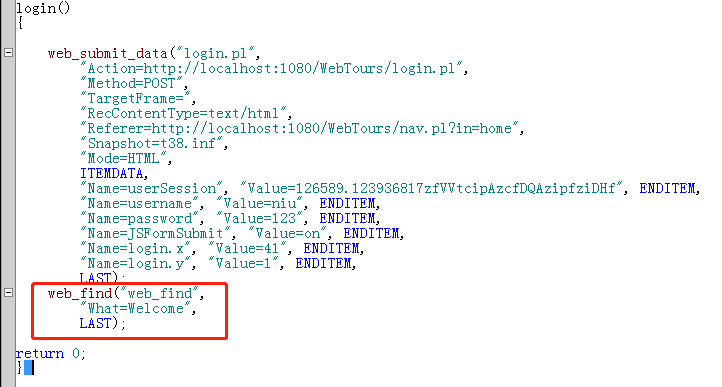 login()
{
web_submit_data("login.pl",
"Action=http://localhost:1080/WebTours/login.pl",
"Method=POST",
"TargetFrame=",
"RecContentType=text/html",
"Referer=http://localhost:1080/WebTours/nav.pl?in=home",
"Snapshot=t38.inf",
"Mode=HTML",
ITEMDATA,
"Name=userSession", "Value=126589.123936817zfVVtcipAzcfDQAzipfziDHf", ENDITEM,
"Name=username", "Value=niu", ENDITEM,
"Name=password", "Value=123", ENDITEM,
"Name=JSFormSubmit", "Value=on", ENDITEM,
"Name=login.x", "Value=41", ENDITEM,
"Name=login.y", "Value=1", ENDITEM,
LAST);
web_find("web_find",
"What=Welcome",
LAST);
return 0;
}